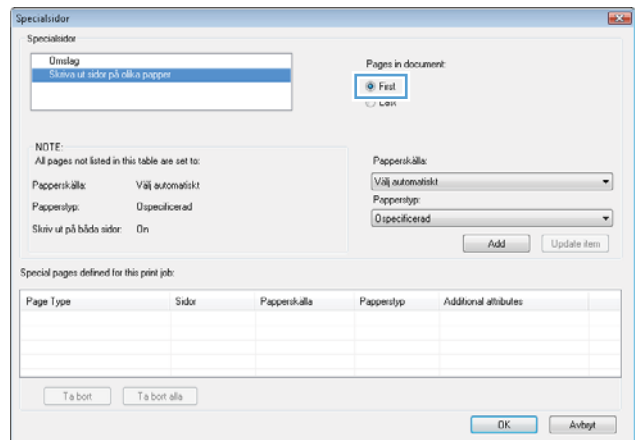 Specialsidor
Specialsidor
Omslag
Skriva ut sidor på olika papper
Pages in document:
First
Last
NOTE:
All pages not listed in this table are set to:
Papperskälla: Välj automatiskt
Papperstyp: Ospecificerad
Skriv ut på båda sidor: On
Papperskälla:
Välj automatiskt
Papperstyp:
Ospecificerad
Add Update item
Special pages defined for this print job:
Page Type Sidor Papperskälla Papperstyp Additional attributes
Ta bort Ta bort alla
OK Avbryt